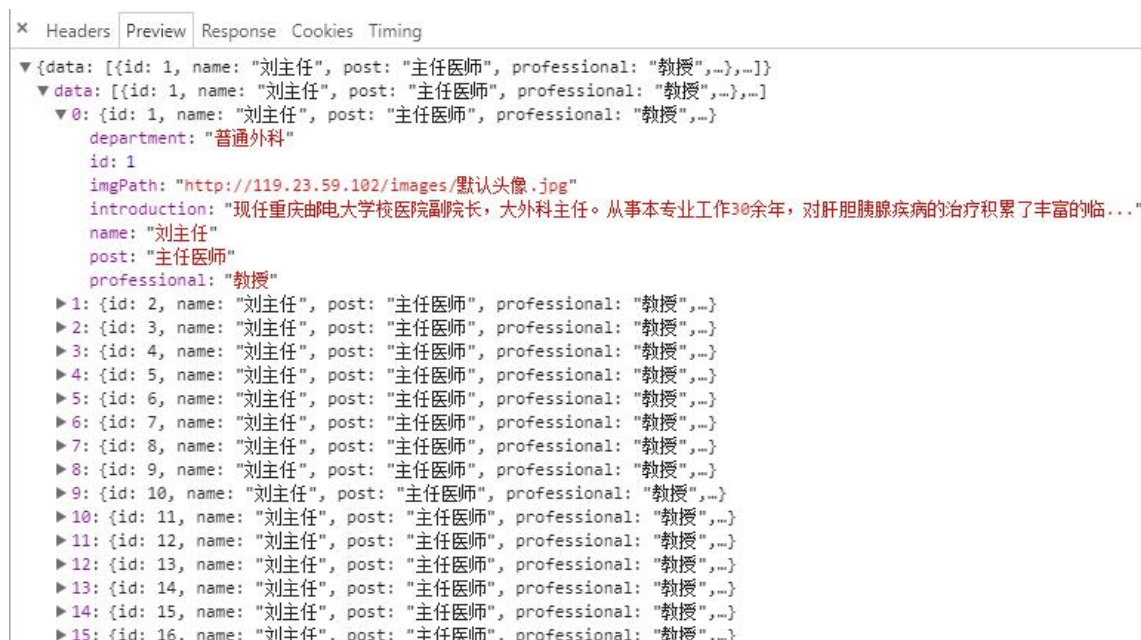 × Headers Preview Response Cookies Timing
▼{data: [{id: 1, name: "刘主任", post: "主任医师", professional: "教授",…},…]}
▼data: [{id: 1, name: "刘主任", post: "主任医师", professional: "教授",…},…]
▼0: {id: 1, name: "刘主任", post: "主任医师", professional: "教授",…}
department: "普通外科"
id: 1
imgPath: "http://119.23.59.102/images/默认头像.jpg"
introduction: "现任重庆邮电大学校医院副院长，大外科主任。从事本专业工作30余年，对肝胆胰腺疾病的治疗积累了丰富的临..."
name: "刘主任"
post: "主任医师"
professional: "教授"
▶1: {id: 2, name: "刘主任", post: "主任医师", professional: "教授",…}
▶2: {id: 3, name: "刘主任", post: "主任医师", professional: "教授",…}
▶3: {id: 4, name: "刘主任", post: "主任医师", professional: "教授",…}
▶4: {id: 5, name: "刘主任", post: "主任医师", professional: "教授",…}
▶5: {id: 6, name: "刘主任", post: "主任医师", professional: "教授",…}
▶6: {id: 7, name: "刘主任", post: "主任医师", professional: "教授",…}
▶7: {id: 8, name: "刘主任", post: "主任医师", professional: "教授",…}
▶8: {id: 9, name: "刘主任", post: "主任医师", professional: "教授",…}
▶9: {id: 10, name: "刘主任", post: "主任医师", professional: "教授",…}
▶10: {id: 11, name: "刘主任", post: "主任医师", professional: "教授",…}
▶11: {id: 12, name: "刘主任", post: "主任医师", professional: "教授",…}
▶12: {id: 13, name: "刘主任", post: "主任医师", professional: "教授",…}
▶13: {id: 14, name: "刘主任", post: "主任医师", professional: "教授",…}
▶14: {id: 15, name: "刘主任", post: "主任医师", professional: "教授",…}
▶15: {id: 16, name: "刘主任", post: "主任医师", professional: "教授",…}